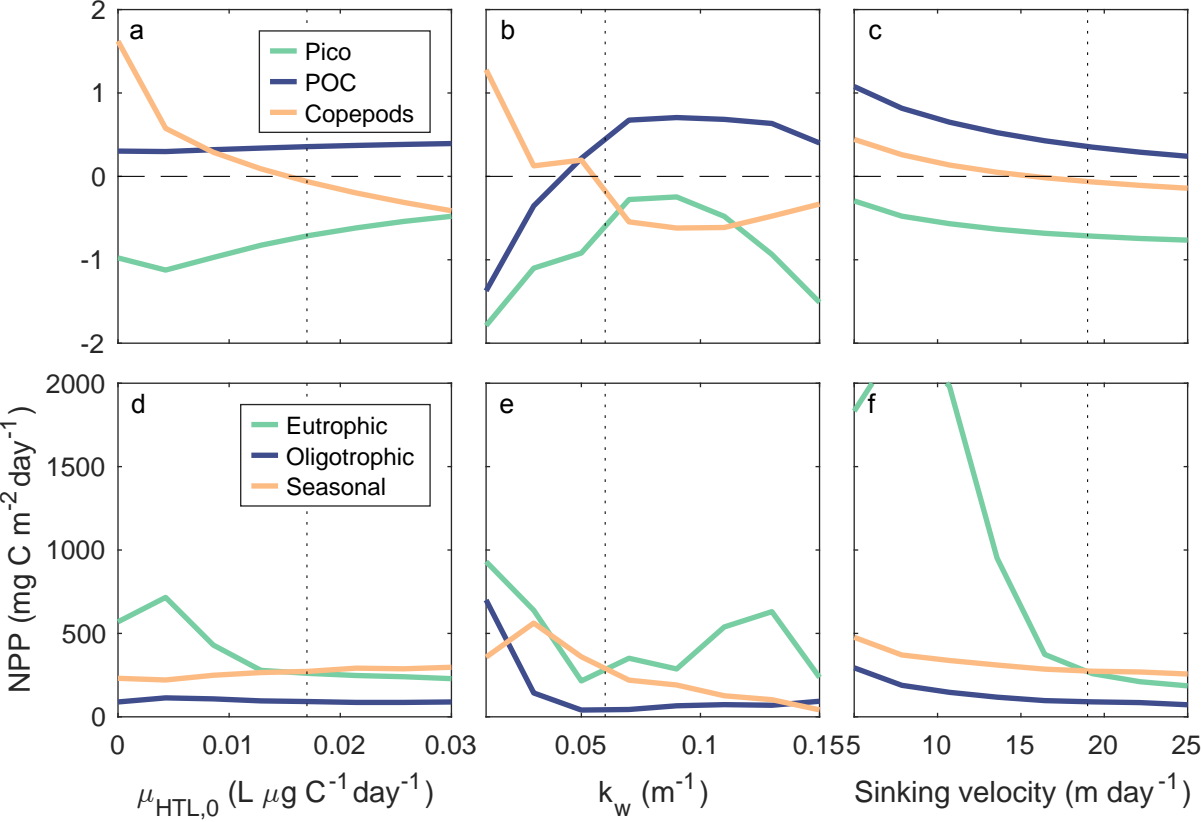 a
b
c
Pico
POC
Copepods
2
1
0
-1
-2
d
e
f
Eutrophic
Oligotrophic
Seasonal
2000
1500
1000
500
0
NPP (mg C m⁻² day⁻¹)
0 0.01 0.02 0.03
0.05 0.1 0.15
5 10 15 20 25
μHTL,0 (L μg C⁻¹ day⁻¹)
kw (m⁻¹)
Sinking velocity (m day⁻¹)